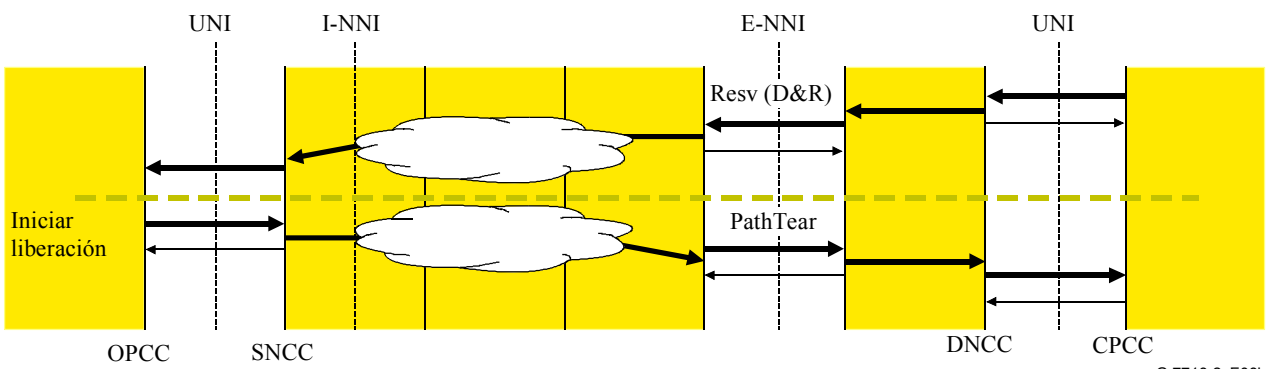 UNI
I-NNI
E-NNI
UNI
Resv (D&R)
Iniciar
liberación
PathTear
OPCC
SNCC
DNCC
CPCC